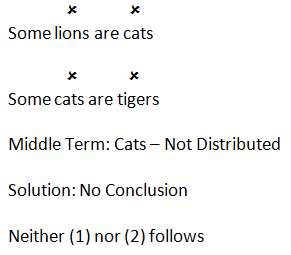 × ×
Some lions are cats
× ×
Some cats are tigers
Middle Term: Cats – Not Distributed
Solution: No Conclusion
Neither (1) nor (2) follows